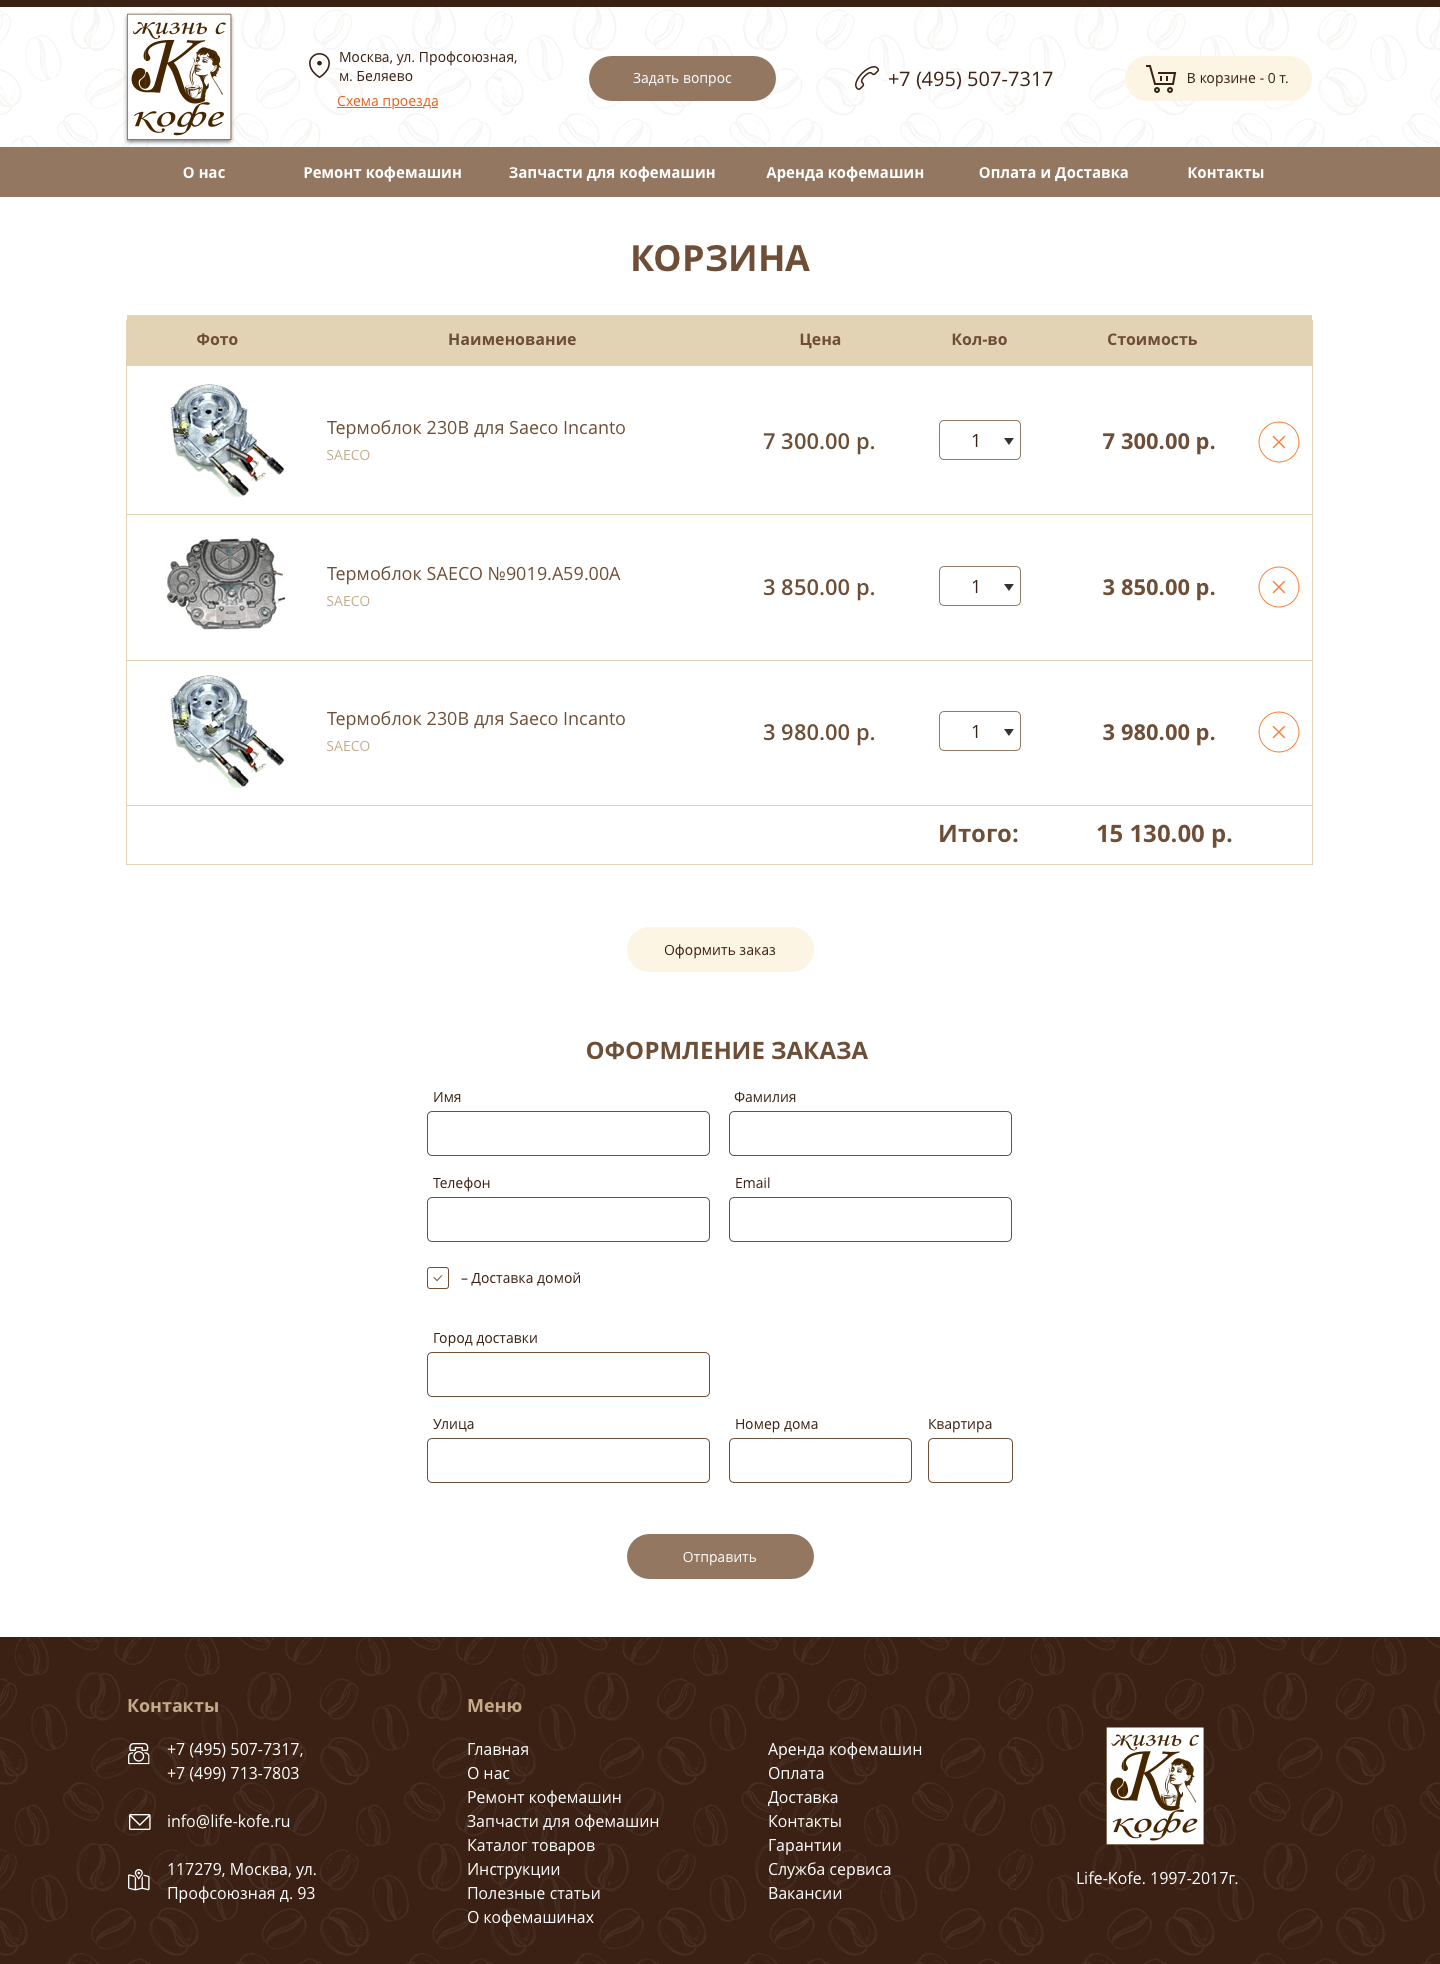 жизнь с
К
кофе
Москва, ул. Профсоюзная,
м. Беляево
Схема проезда
Задать вопрос
+7 (495) 507-7317
В корзине - 0 т.
О нас
Ремонт кофемашин
Запчасти для кофемашин
Аренда кофемашин
Оплата и Доставка
Контакты
КОРЗИНА
Фото
Наименование
Цена
Кол-во
Стоимость
Термоблок 230В для Saeco Incanto
SAECO
7 300.00 р.
1
7 300.00 р.
Термоблок SAECO №9019.A59.00A
SAECO
3 850.00 р.
1
3 850.00 р.
Термоблок 230В для Saeco Incanto
SAECO
3 980.00 р.
1
3 980.00 р.
Итого:
15 130.00 р.
Оформить заказ
ОФОРМЛЕНИЕ ЗАКАЗА
Имя
Фамилия
Телефон
Email
– Доставка домой
Город доставки
Улица
Номер дома
Квартира
Отправить
Контакты
+7 (495) 507-7317,
+7 (499) 713-7803
info@life-kofe.ru
117279, Москва, ул.
Профсоюзная д. 93
Меню
Главная
О нас
Ремонт кофемашин
Запчасти для офемашин
Каталог товаров
Инструкции
Полезные статьи
О кофемашинах
Аренда кофемашин
Оплата
Доставка
Контакты
Гарантии
Служба сервиса
Вакансии
жизнь с
К
кофе
Life-Kofe. 1997-2017г.